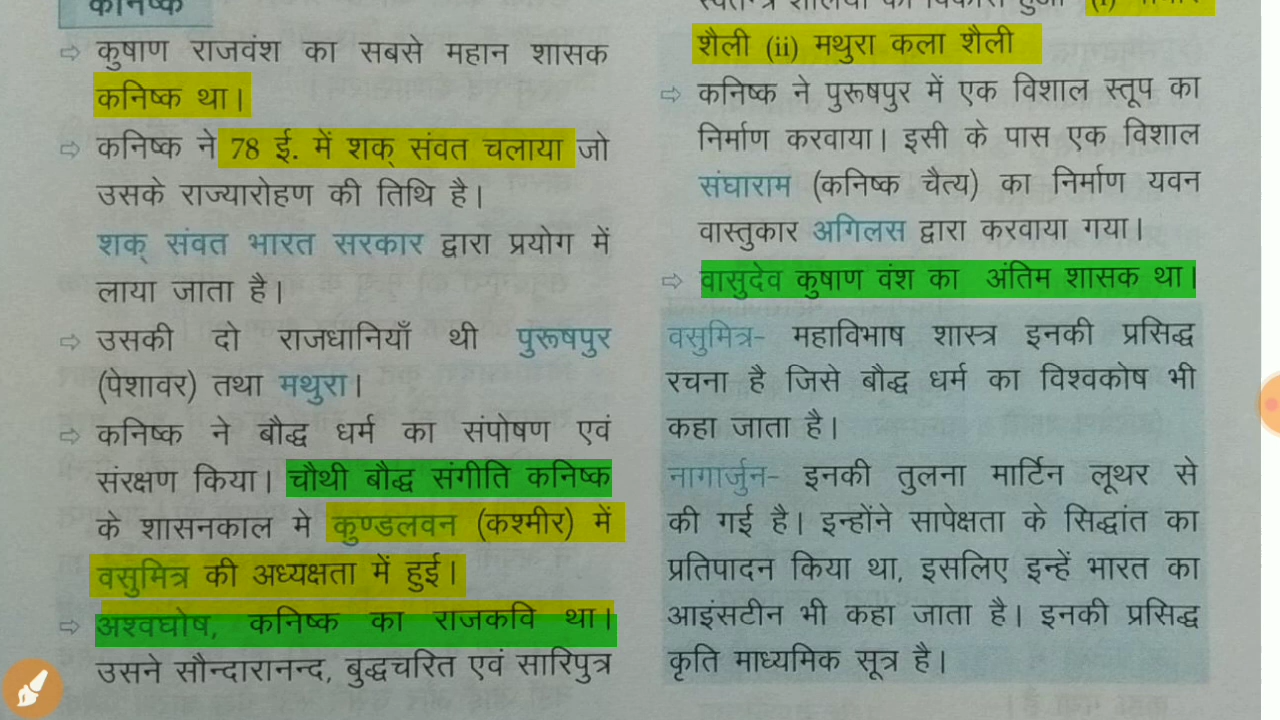 कनिष्क
⇨ कुषाण राजवंश का सबसे महान शासक
कनिष्क था।
⇨ कनिष्क ने 78 ई. में शक् संवत चलाया जो
उसके राज्यारोहण की तिथि है।
शक् संवत भारत सरकार द्वारा प्रयोग में
लाया जाता है।
⇨ उसकी दो राजधानियाँ थी पुरूषपुर
(पेशावर) तथा मथुरा।
⇨ कनिष्क ने बौद्ध धर्म का संपोषण एवं
संरक्षण किया। चौथी बौद्ध संगीति कनिष्क
के शासनकाल मे कुण्डलवन (कश्मीर) में
वसुमित्र की अध्यक्षता में हुई।
⇨ अश्वघोष, कनिष्क का राजकवि था।
उसने सौन्दारानन्द, बुद्धचरित एवं सारिपुत्र
का विकास हुआ (i)
शैली (ii) मथुरा कला शैली
⇨ कनिष्क ने पुरूषपुर में एक विशाल स्तूप का
निर्माण करवाया। इसी के पास एक विशाल
संघाराम (कनिष्क चैत्य) का निर्माण यवन
वास्तुकार अगिलस द्वारा करवाया गया।
⇨ वासुदेव कुषाण वंश का अंतिम शासक था।
वसुमित्र- महाविभाष शास्त्र इनकी प्रसिद्ध
रचना है जिसे बौद्ध धर्म का विश्वकोष भी
कहा जाता है।
नागार्जुन- इनकी तुलना मार्टिन लूथर से
की गई है। इन्होंने सापेक्षता के सिद्धांत का
प्रतिपादन किया था, इसलिए इन्हें भारत का
आइंसटीन भी कहा जाता है। इनकी प्रसिद्ध
कृति माध्यमिक सूत्र है।